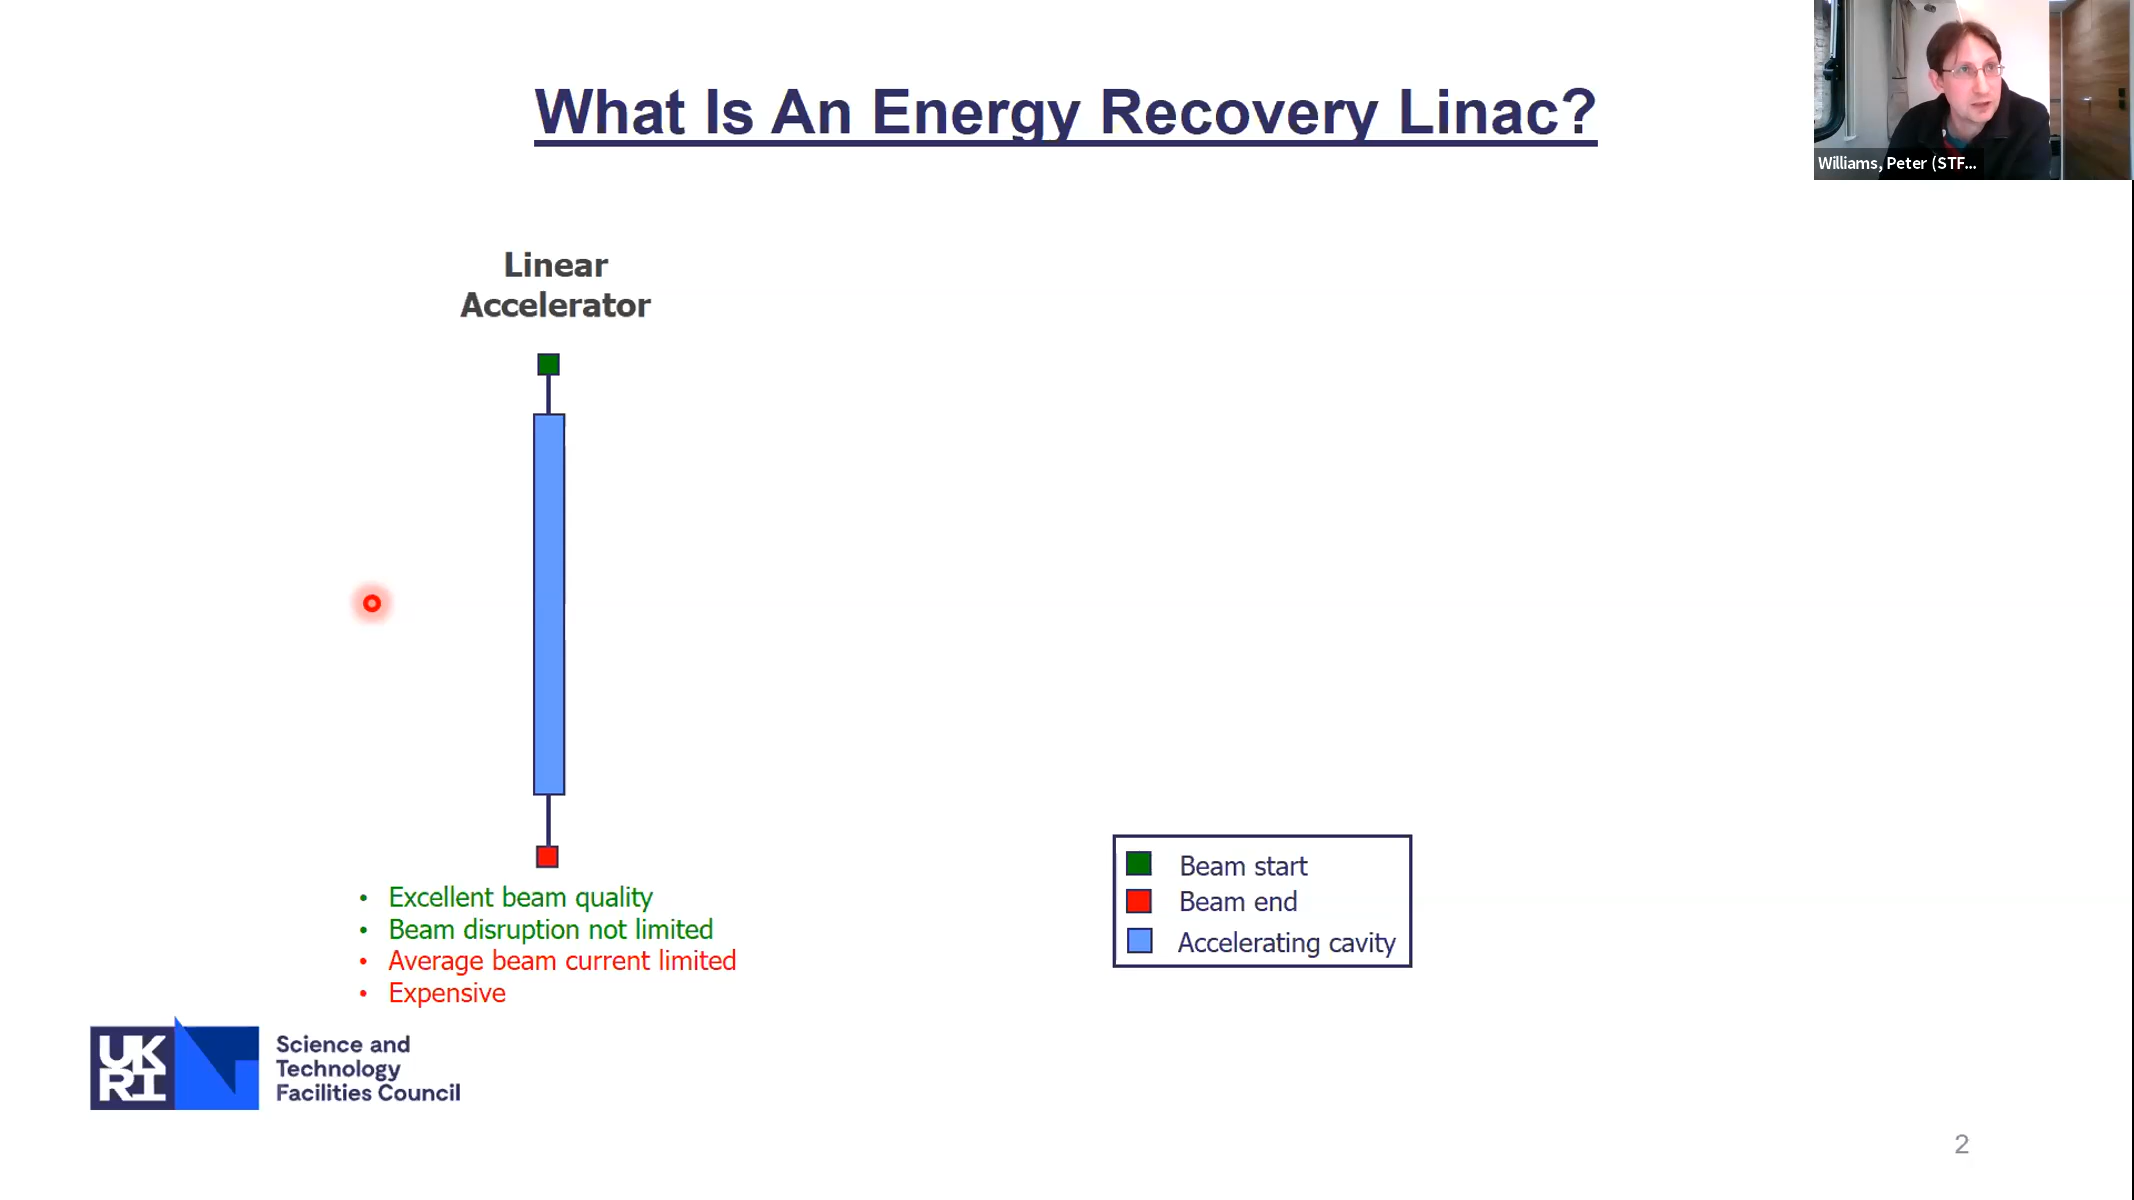 What Is An Energy Recovery Linac?
Williams, Peter (STF...
Linear
Accelerator
• Excellent beam quality
• Beam disruption not limited
• Average beam current limited
• Expensive
Beam start
Beam end
Accelerating cavity
UK
RI
Science and
Technology
Facilities Council
2